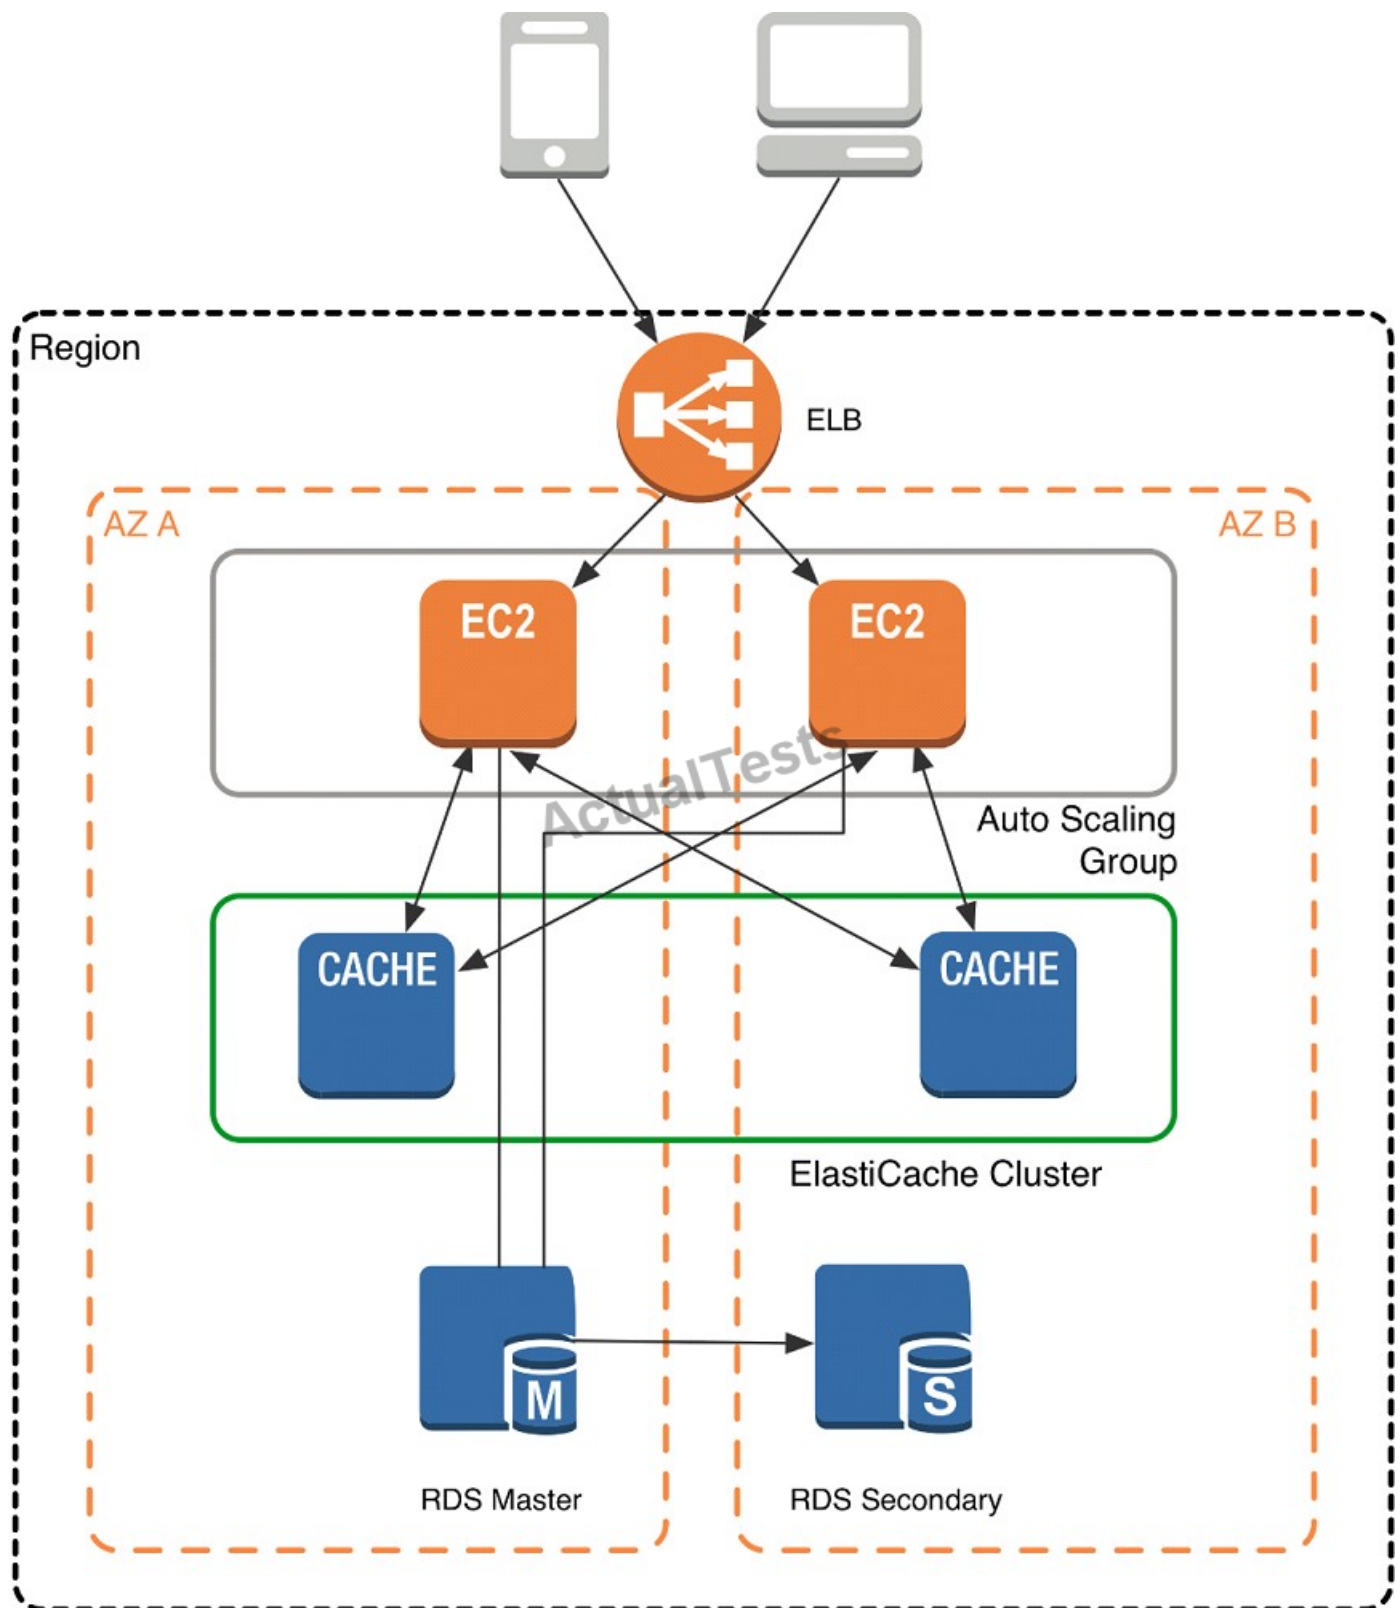 Region
ELB
AZ A
AZ B
EC2
EC2
ActualTests
Auto Scaling
Group
CACHE
CACHE
ElastiCache Cluster
M
S
RDS Master
RDS Secondary